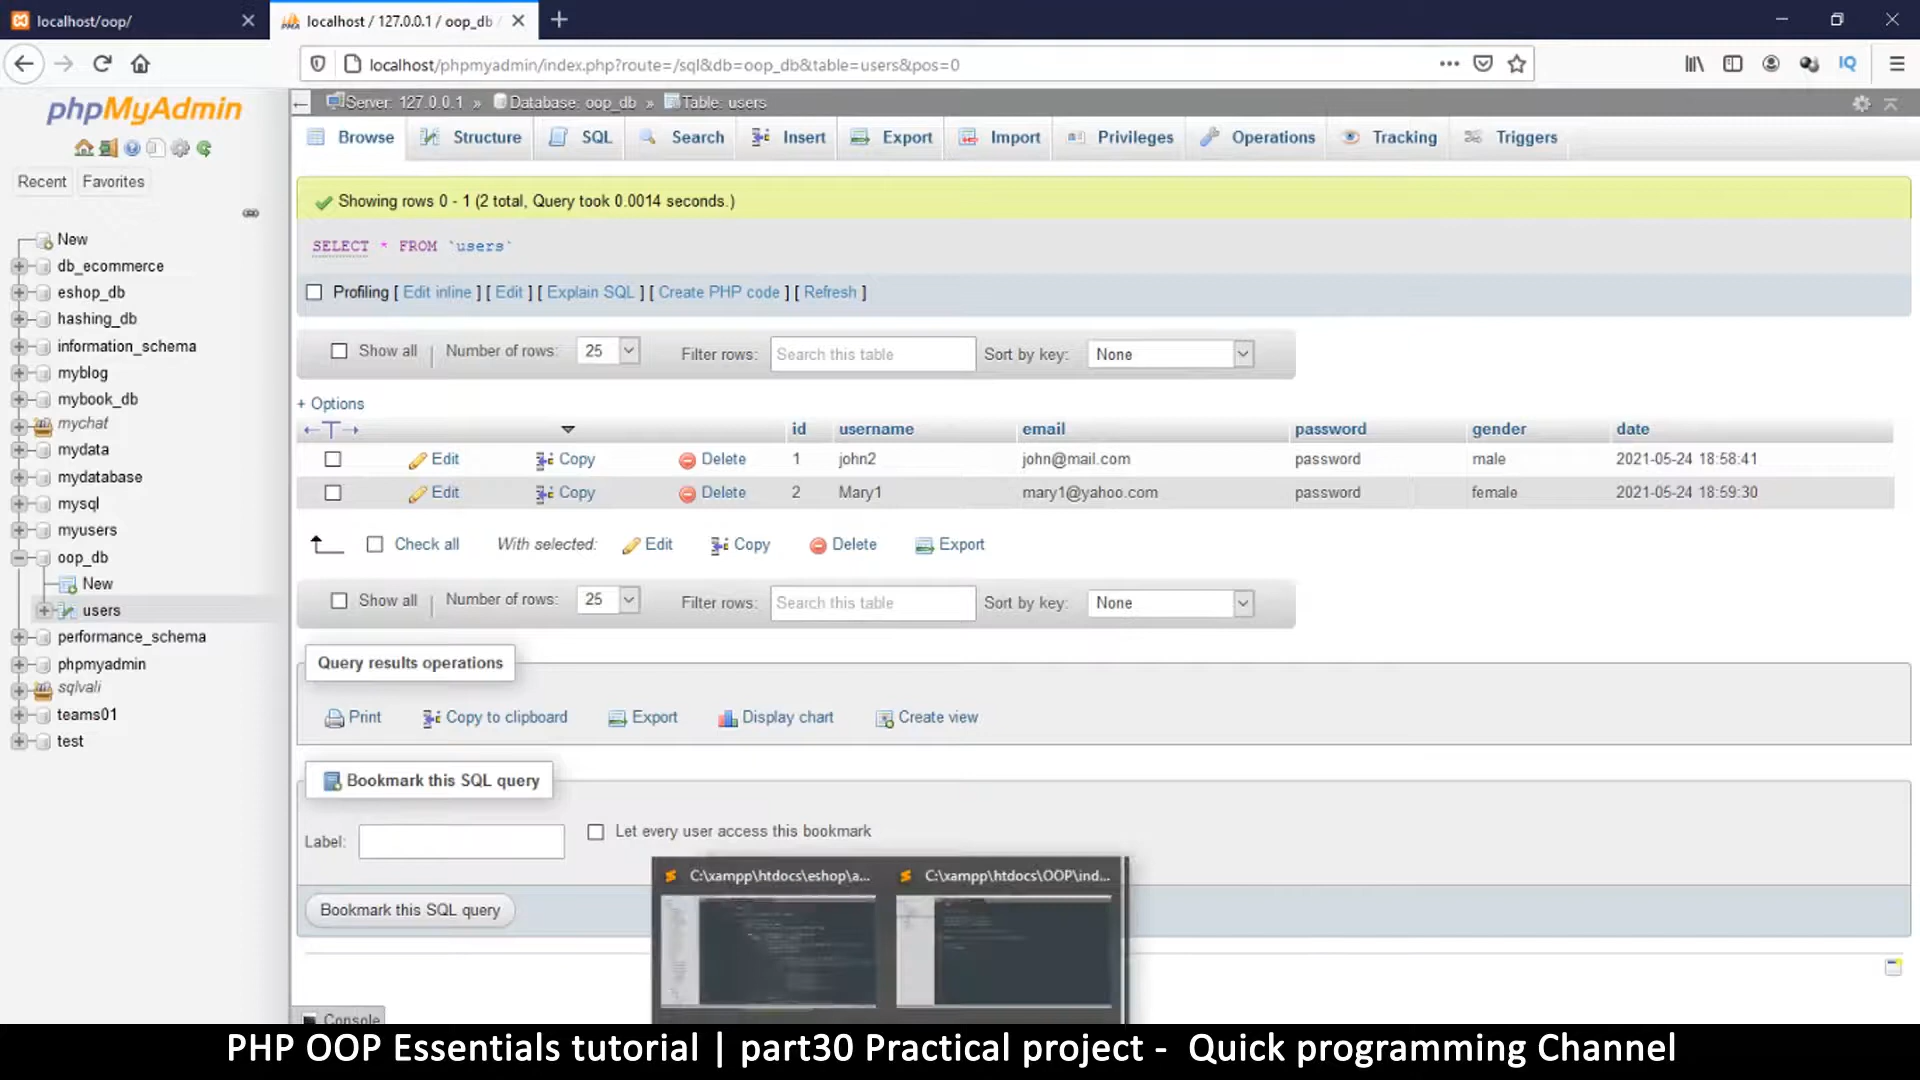 localhost/oop/
localhost / 127.0.0.1 / oop_db /
localhost/phpmyadmin/index.php?route=/sql&db=oop_db&table=users&pos=0
IQ
phpMyAdmin
Recent Favorites
New
db_ecommerce
eshop_db
hashing_db
information_schema
myblog
mybook_db
mychat
mydata
mydatabase
mysql
myusers
oop_db
New
users
performance_schema
phpmyadmin
sqlvali
teams01
test
Server: 127.0.0.1 » Database: oop_db » Table: users
Browse Structure SQL Search Insert Export Import Privileges Operations Tracking Triggers
Showing rows 0 - 1 (2 total, Query took 0.0014 seconds.)
SELECT * FROM `users`
Profiling [ Edit inline ] [ Edit ] [ Explain SQL ] [ Create PHP code ] [ Refresh ]
Show all Number of rows: 25 Filter rows: Search this table Sort by key: None
+ Options
←T→ id username email password gender date
Edit Copy Delete 1 john2 john@mail.com password male 2021-05-24 18:58:41
Edit Copy Delete 2 Mary1 mary1@yahoo.com password female 2021-05-24 18:59:30
Check all With selected: Edit Copy Delete Export
Show all Number of rows: 25 Filter rows: Search this table Sort by key: None
Query results operations
Print Copy to clipboard Export Display chart Create view
Bookmark this SQL query
Label: Let every user access this bookmark
C:\xampp\htdocs\eshop\a... C:\xampp\htdocs\OOP\ind...
Bookmark this SQL query
Console
PHP OOP Essentials tutorial | part30 Practical project - Quick programming Channel